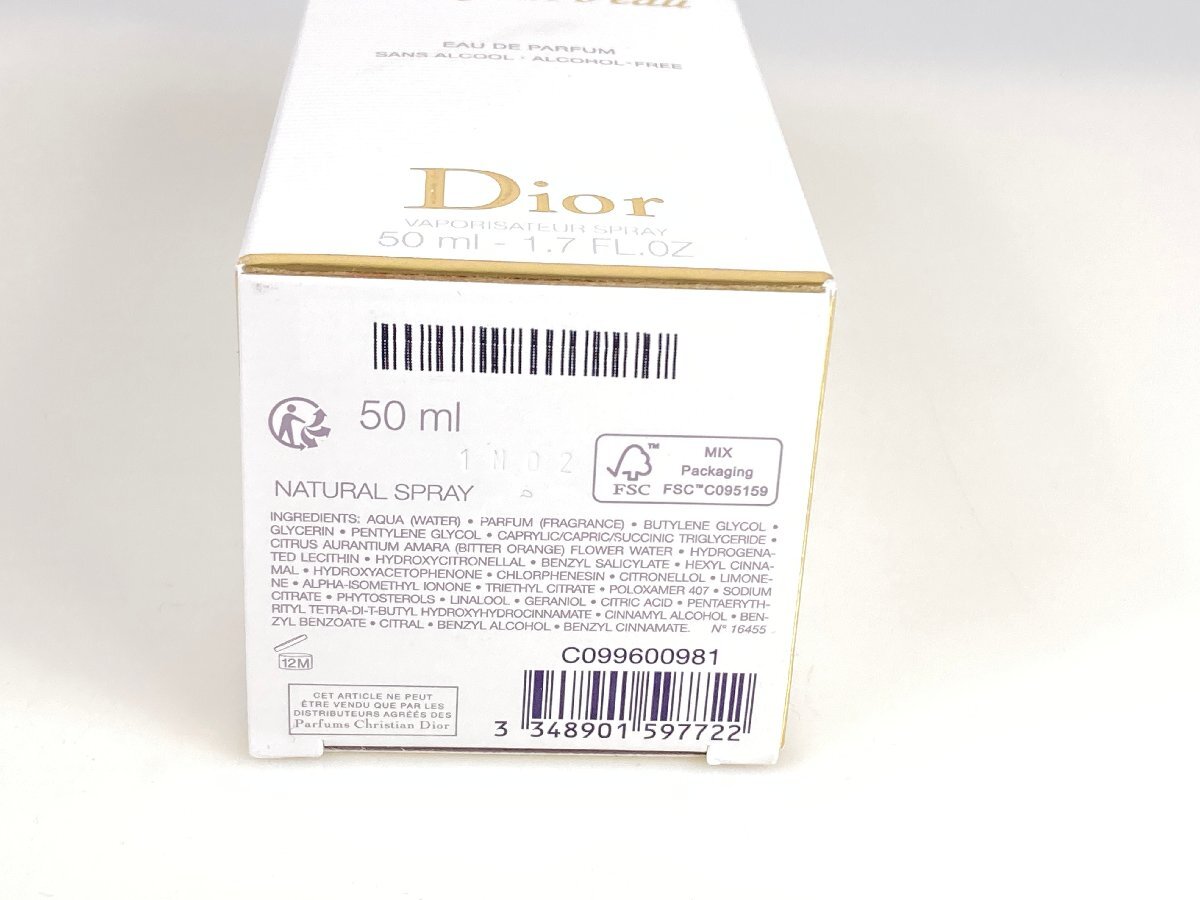 EAU DE PARFUM
SANS ALCOOL · ALCOHOL-FREE
Dior
VAPORISATEUR SPRAY
50 ml - 1.7 FL.OZ
50 ml
1N02
NATURAL SPRAY
FSC™
MIX
Packaging
FSC™C095159
INGREDIENTS: AQUA (WATER) • PARFUM (FRAGRANCE) • BUTYLENE GLYCOL •
GLYCERIN • PENTYLENE GLYCOL • CAPRYLIC/CAPRIC/SUCCINIC TRIGLYCERIDE •
CITRUS AURANTIUM AMARA (BITTER ORANGE) FLOWER WATER • HYDROGENA-
TED LECITHIN • HYDROXYCITRONELLAL • BENZYL SALICYLATE • HEXYL CINNA-
MAL • HYDROXYACETOPHENONE • CHLORPHENESIN • CITRONELLOL • LIMONE-
NE • ALPHA-ISOMETHYL IONONE • TRIETHYL CITRATE • POLOXAMER 407 • SODIUM
CITRATE • PHYTOSTEROLS • LINALOOL • GERANIOL • CITRIC ACID • PENTAERYTH-
RITYL TETRA-DI-T-BUTYL HYDROXYHYDROCINNAMATE • CINNAMYL ALCOHOL • BEN-
ZYL BENZOATE • CITRAL • BENZYL ALCOHOL • BENZYL CINNAMATE. N° 16455
12M
CET ARTICLE NE PEUT
ÊTRE VENDU QUE PAR LES
DISTRIBUTEURS AGRÉÉS DES
Parfums Christian Dior
C099600981
3 348901 597722